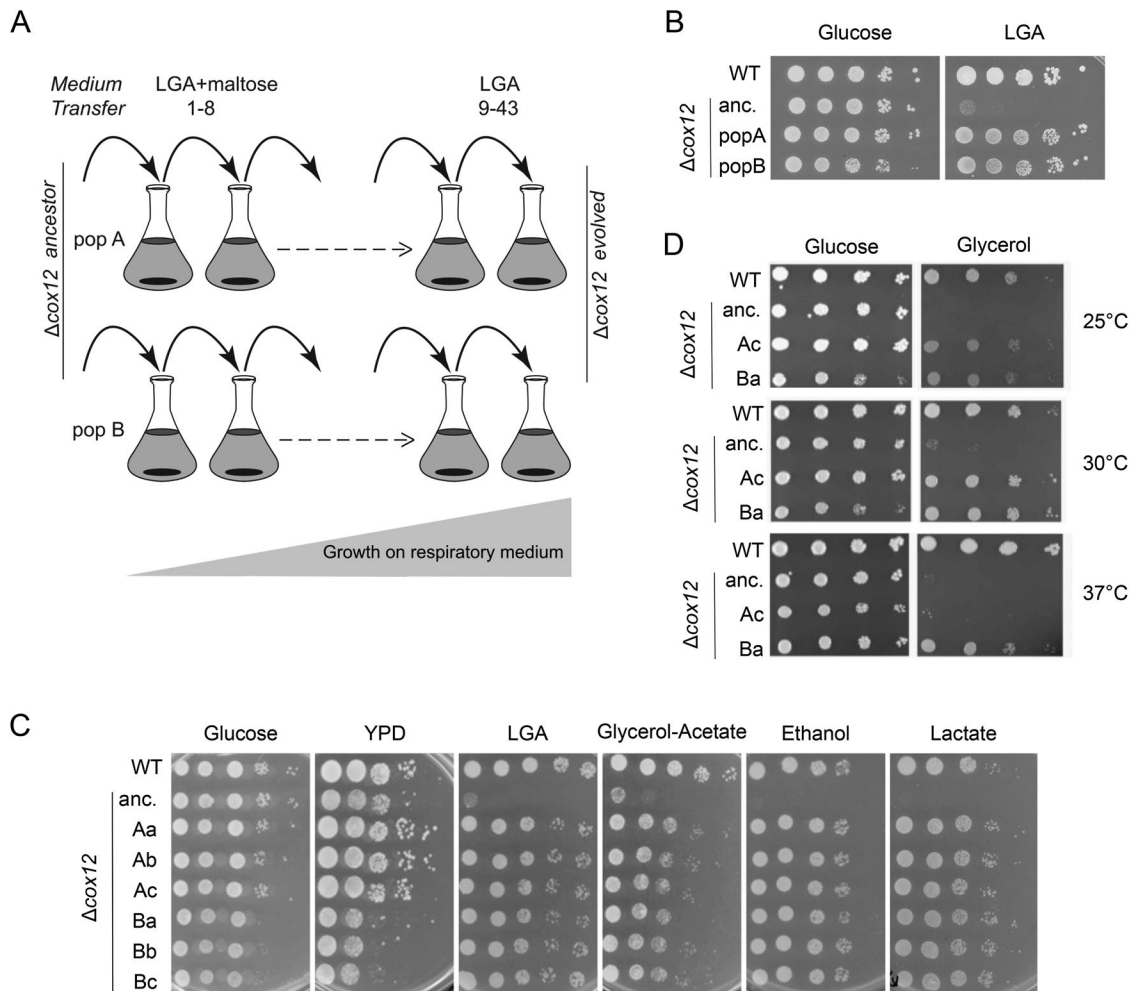 A
Medium LGA+maltose LGA
Transfer 1-8 9-43
Δcox12 ancestor
pop A
pop B
Δcox12 evolved
Growth on respiratory medium
B
Glucose LGA
WT
Δcox12
anc.
popA
popB
D
Glucose Glycerol
WT
Δcox12
anc.
Ac
Ba
25°C
WT
Δcox12
anc.
Ac
Ba
30°C
WT
Δcox12
anc.
Ac
Ba
37°C
C
Glucose YPD LGA Glycerol-Acetate Ethanol Lactate
WT
Δcox12
anc.
Aa
Ab
Ac
Ba
Bb
Bc